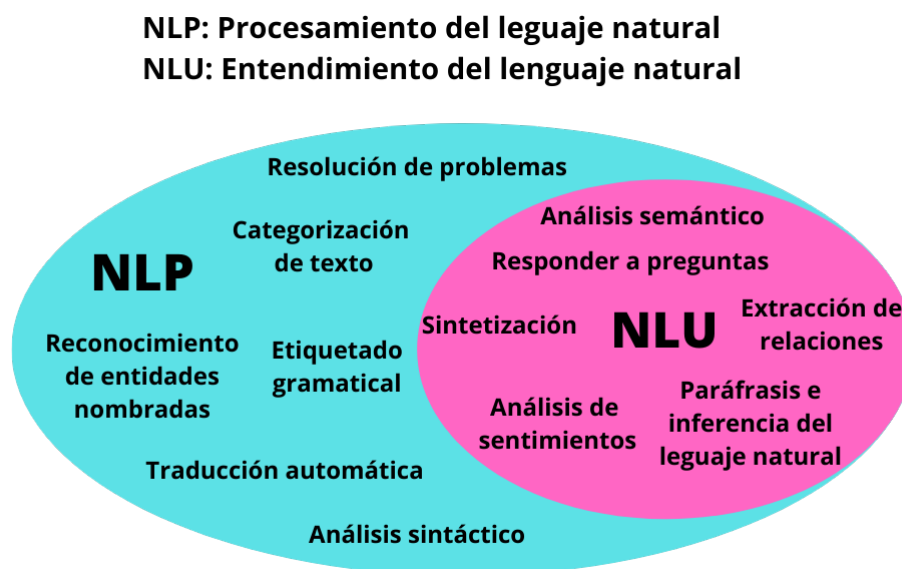 NLP: Procesamiento del leguaje natural
NLU: Entendimiento del lenguaje natural
Resolución de problemas
Categorización
de texto
NLP
Reconocimiento
de entidades
nombradas
Etiquetado
gramatical
Traducción automática
Análisis sintáctico
Análisis semántico
Responder a preguntas
Sintetización
NLU
Extracción de
relaciones
Análisis de
sentimientos
Paráfrasis e
inferencia del
leguaje natural